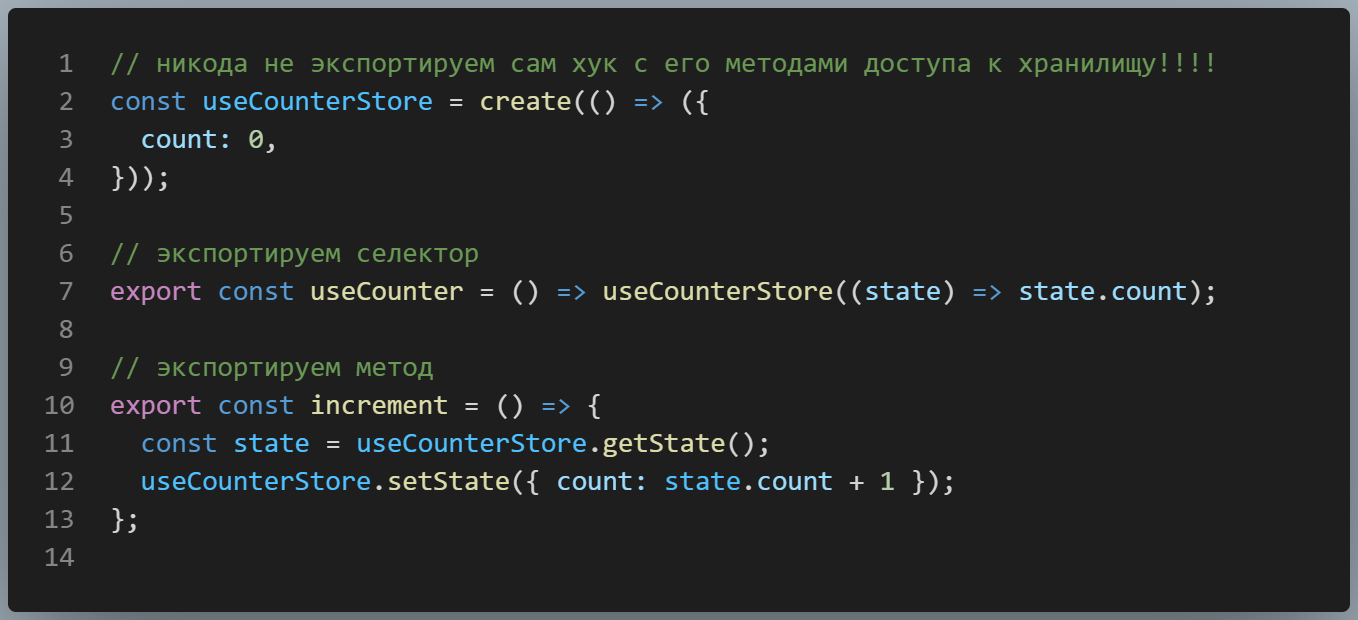 1 // никода не экспортируем сам хук с его методами доступа к хранилищу!!!!
2 const useCounterStore = create(() => ({
3   count: 0,
4 }));
5
6 // экспортируем селектор
7 export const useCounter = () => useCounterStore((state) => state.count);
8
9 // экспортируем метод
10 export const increment = () => {
11   const state = useCounterStore.getState();
12   useCounterStore.setState({ count: state.count + 1 });
13 };
14